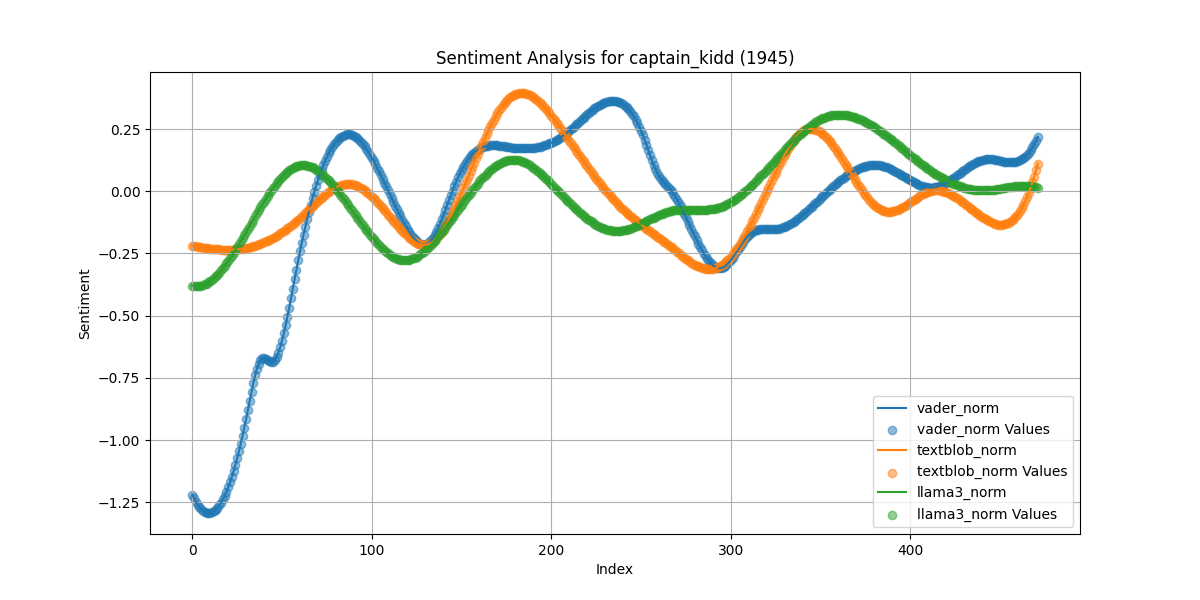 Sentiment Analysis for captain_kidd (1945)
Sentiment
0.25
0.00
−0.25
−0.50
−0.75
−1.00
−1.25
0 100 200 300 400
Index
vader_norm
vader_norm Values
textblob_norm
textblob_norm Values
llama3_norm
llama3_norm Values